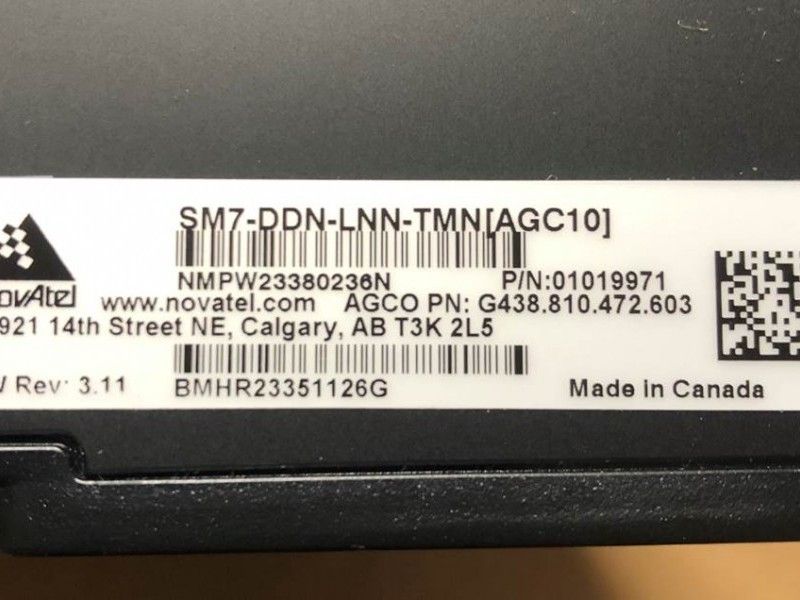 SM7-DDN-LNN-TMN[AGC10]
NMPW23380236N P/N:01019971
www.novatel.com AGCO PN: G438.810.472.603
921 14th Street NE, Calgary, AB T3K 2L5
Rev: 3.11 BMHR23351126G Made in Canada